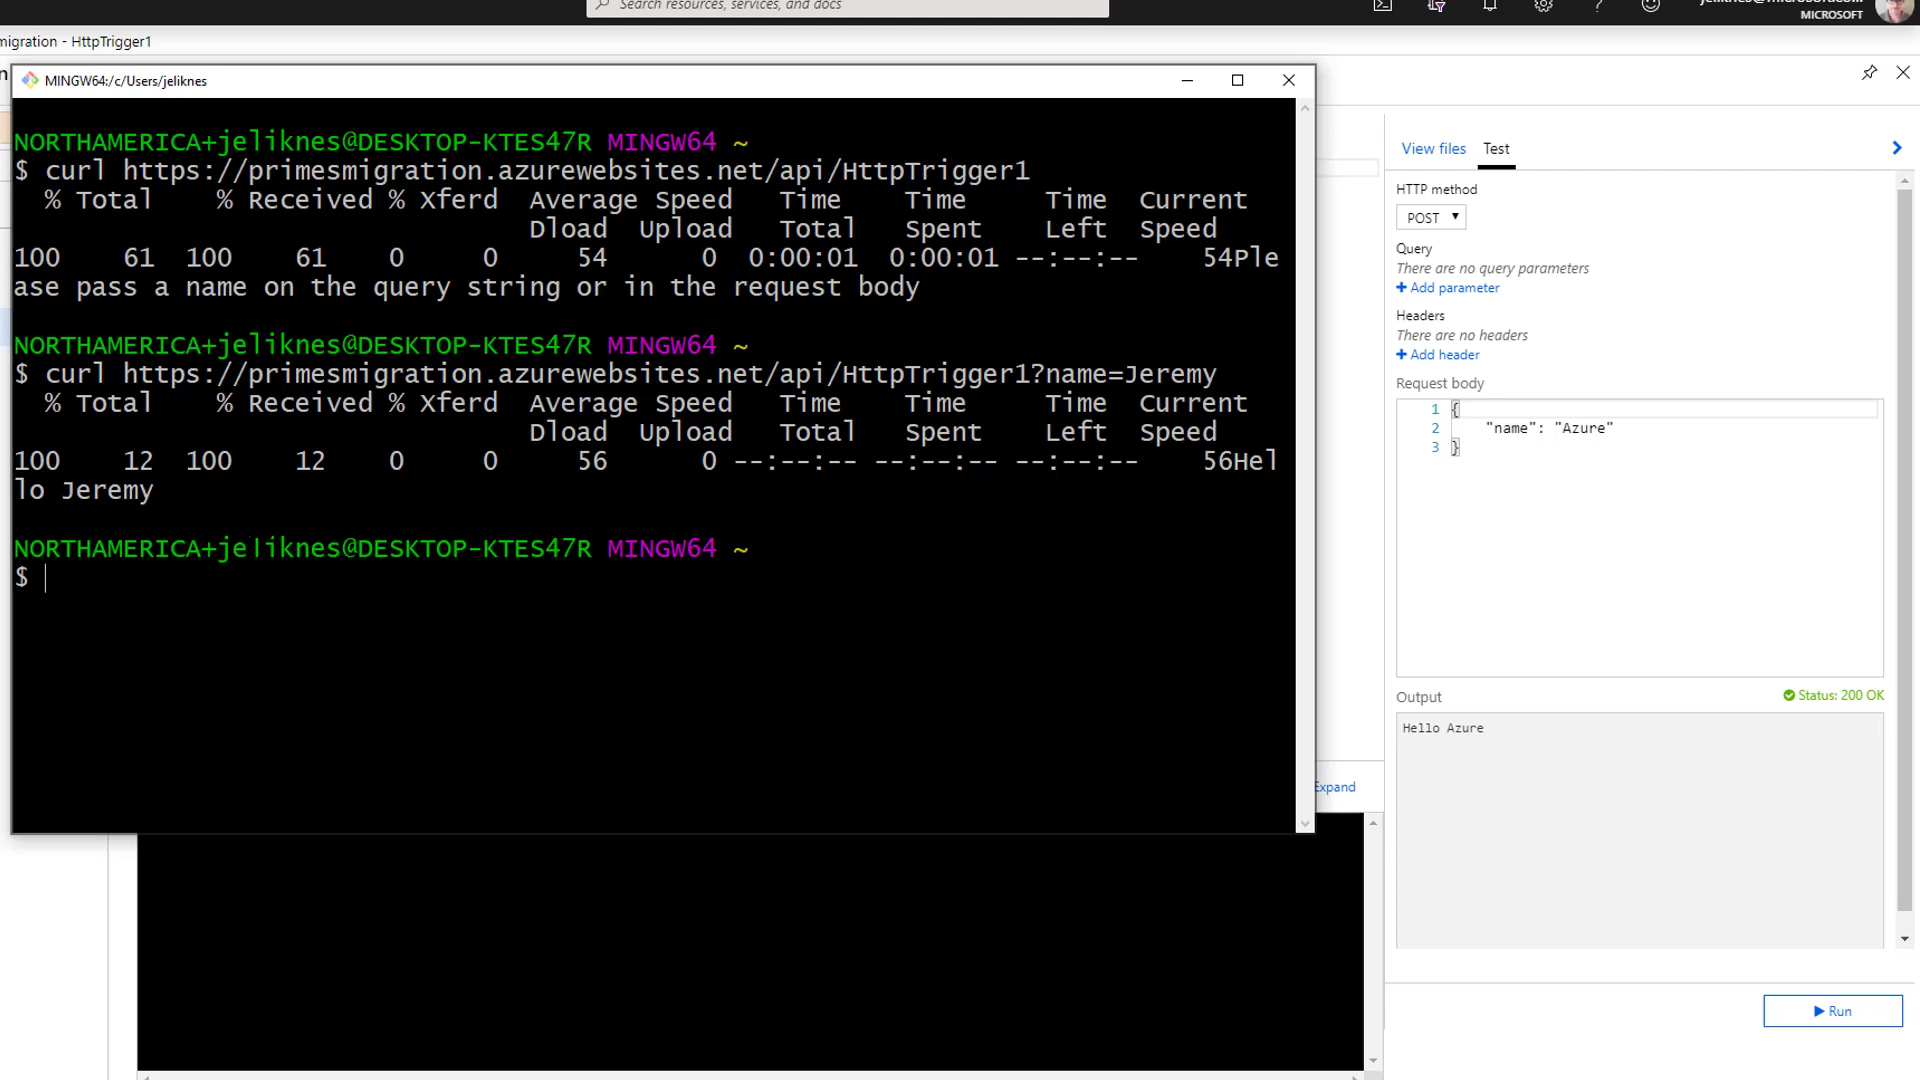 Search resources, services, and docs
MICROSOFT
migration - HttpTrigger1
MINGW64:/c/Users/jeliknes
NORTHAMERICA+jeliknes@DESKTOP-KTES47R MINGW64 ~
$ curl https://primesmigration.azurewebsites.net/api/HttpTrigger1
% Total % Received % Xferd Average Speed Time Time Time Current
Dload Upload Total Spent Left Speed
100 61 100 61 0 0 54 0 0:00:01 0:00:01 --:--:-- 54Ple
ase pass a name on the query string or in the request body
NORTHAMERICA+jeliknes@DESKTOP-KTES47R MINGW64 ~
$ curl https://primesmigration.azurewebsites.net/api/HttpTrigger1?name=Jeremy
% Total % Received % Xferd Average Speed Time Time Time Current
Dload Upload Total Spent Left Speed
100 12 100 12 0 0 56 0 --:--:-- --:--:-- --:--:-- 56Hel
lo Jeremy
NORTHAMERICA+jeliknes@DESKTOP-KTES47R MINGW64 ~
$
View files Test
HTTP method
POST
Query
There are no query parameters
+ Add parameter
Headers
There are no headers
+ Add header
Request body
1 {
2 "name": "Azure"
3 }
Output Status: 200 OK
Hello Azure
Expand
Run